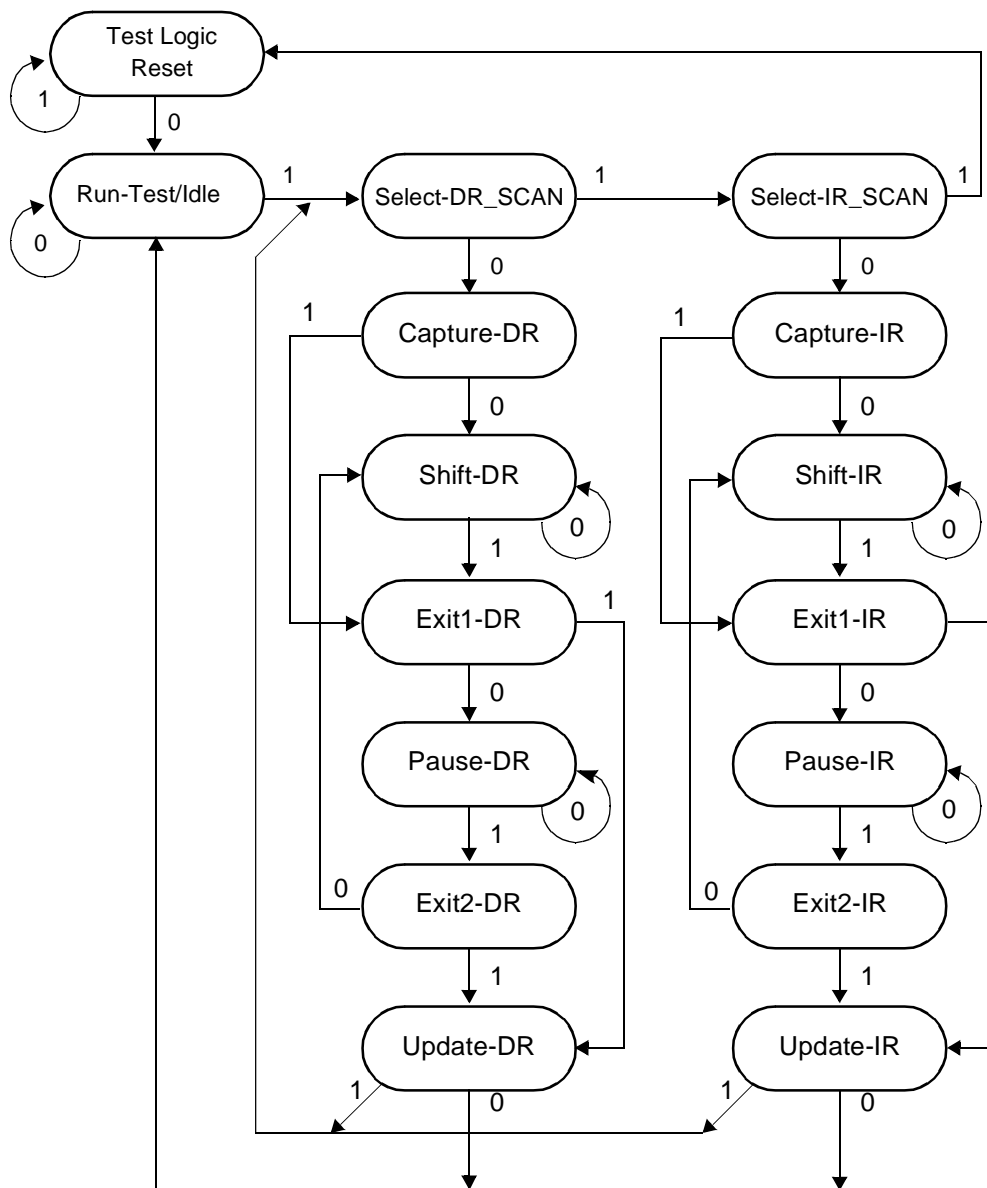 Test Logic
Reset
1
0
Run-Test/Idle
1
Select-DR_SCAN
1
Select-IR_SCAN
1
0
0
0
1
Capture-DR
1
Capture-IR
0
0
Shift-DR
0
Shift-IR
0
1
1
Exit1-DR
1
Exit1-IR
0
0
Pause-DR
0
Pause-IR
0
1
1
0
Exit2-DR
0
Exit2-IR
1
1
Update-DR
Update-IR
1
0
1
0